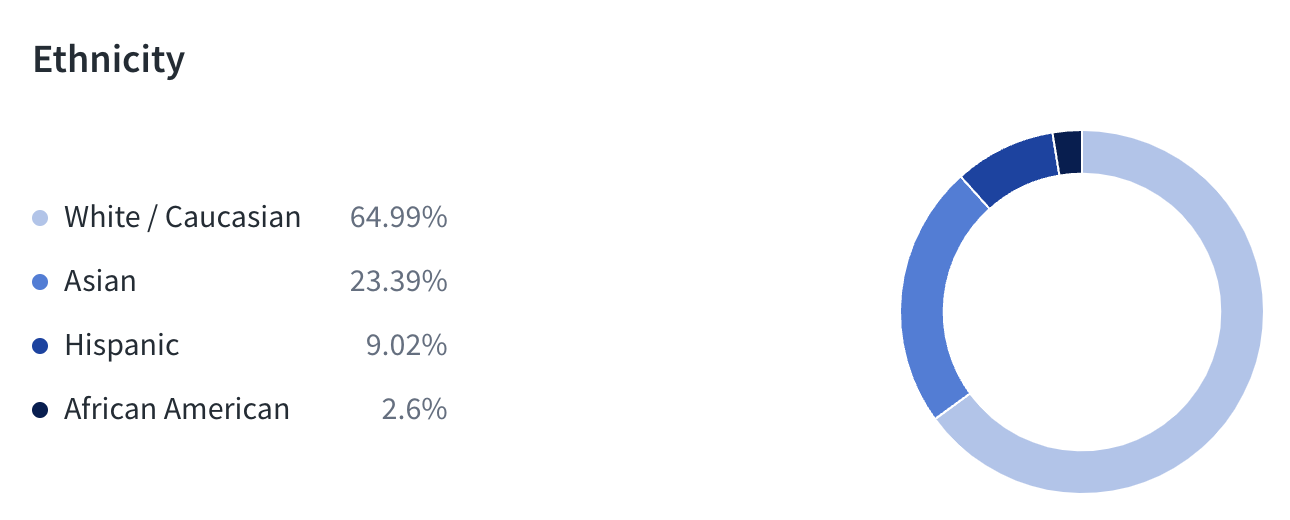 Ethnicity
White / Caucasian 64.99%
Asian 23.39%
Hispanic 9.02%
African American 2.6%